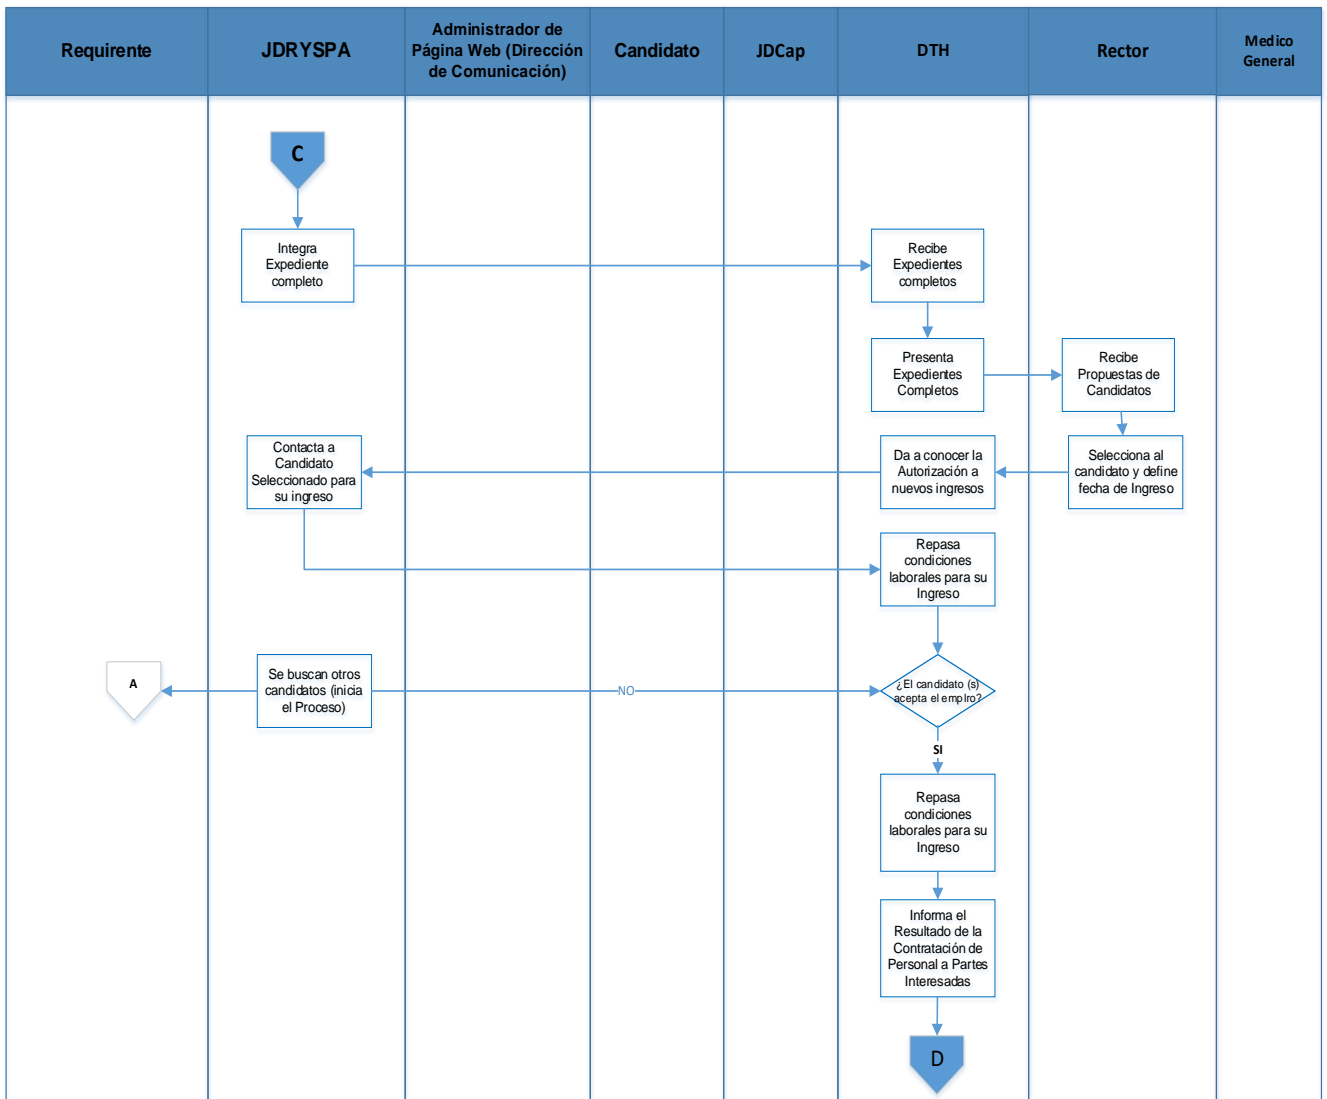 Requirente
JDRYSPA
Administrador de
Página Web (Dirección
de Comunicación)
Candidato
JDCap
DTH
Rector
Medico
General
C
Integra
Expediente
completo
Recibe
Expedientes
completos
Presenta
Expedientes
Completos
Recibe
Propuestas de
Candidatos
Contacta a
Candidato
Seleccionado para
su ingreso
Da a conocer la
Autorización a
nuevos ingresos
Selecciona al
candidato y define
fecha de Ingreso
Repasa
condiciones
laborales para su
Ingreso
A
Se buscan otros
candidatos (inicia
el Proceso)
NO
¿El candidato (s)
acepta el emplro?
SI
Repasa
condiciones
laborales para su
Ingreso
Informa el
Resultado de la
Contratación de
Personal a Partes
Interesadas
D